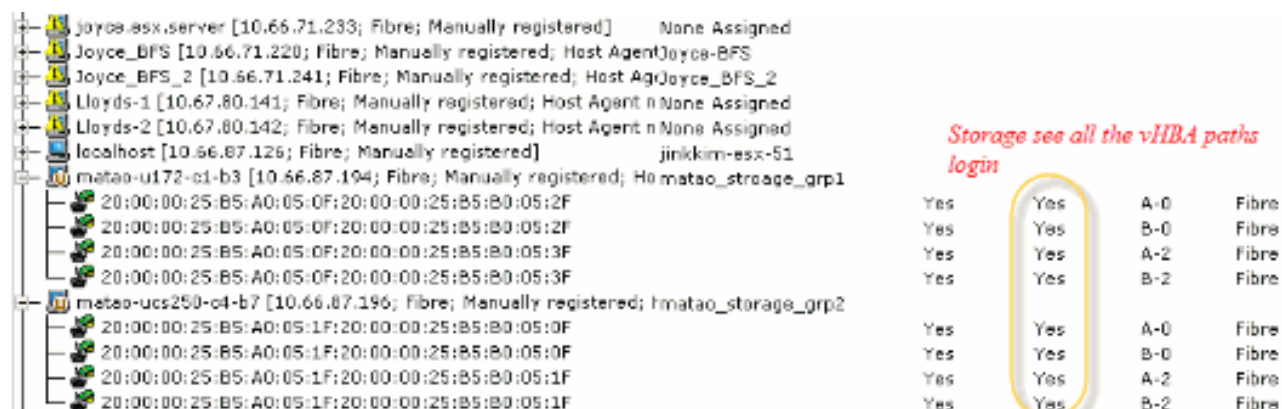 joyce.esx.server [10.66.71.233; Fibre; Manually registered] None Assigned
Joyce_BFS [10.66.71.220; Fibre; Manually registered; Host Agent Joyce-BFS
Joyce_BFS_2 [10.66.71.241; Fibre; Manually registered; Host Ag Joyce_BFS_2
Lloyds-1 [10.67.80.141; Fibre; Manually registered; Host Agent n None Assigned
Lloyds-2 [10.67.80.142; Fibre; Manually registered; Host Agent n None Assigned
localhost [10.66.87.126; Fibre; Manually registered] jinkkim-esx-51
Storage see all the vHBA paths
login
matao-u172-c1-b3 [10.66.87.194; Fibre; Manually registered; Ho matao_stroage_grp1
20:00:00:25:B5:A0:05:0F:20:00:00:25:B5:B0:05:2F Yes Yes A-0 Fibre
20:00:00:25:B5:A0:05:0F:20:00:00:25:B5:B0:05:2F Yes Yes B-0 Fibre
20:00:00:25:B5:A0:05:0F:20:00:00:25:B5:B0:05:3F Yes Yes A-2 Fibre
20:00:00:25:B5:A0:05:0F:20:00:00:25:B5:B0:05:3F Yes Yes B-2 Fibre
matao-ucs250-c4-b7 [10.66.87.196; Fibre; Manually registered; H matao_storage_grp2
20:00:00:25:B5:A0:05:1F:20:00:00:25:B5:B0:05:0F Yes Yes A-0 Fibre
20:00:00:25:B5:A0:05:1F:20:00:00:25:B5:B0:05:0F Yes Yes B-0 Fibre
20:00:00:25:B5:A0:05:1F:20:00:00:25:B5:B0:05:1F Yes Yes A-2 Fibre
20:00:00:25:B5:A0:05:1F:20:00:00:25:B5:B0:05:1F Yes Yes B-2 Fibre